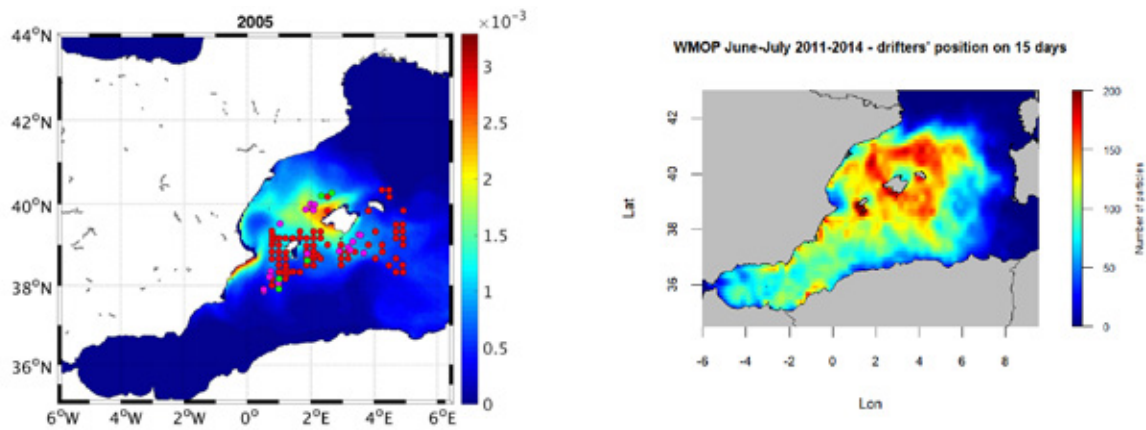 2005
×10⁻³
44°N
42°N
40°N
38°N
36°N
6°W 4°W 2°W 0° 2°E 4°E 6°E
3
2.5
2
1.5
1
0.5
0
WMOP June-July 2011-2014 - drifters' position on 15 days
Lat
42
40
38
36
-6 -4 -2 0 2 4 6 8
Lon
200
150
100
50
0
Number of particles